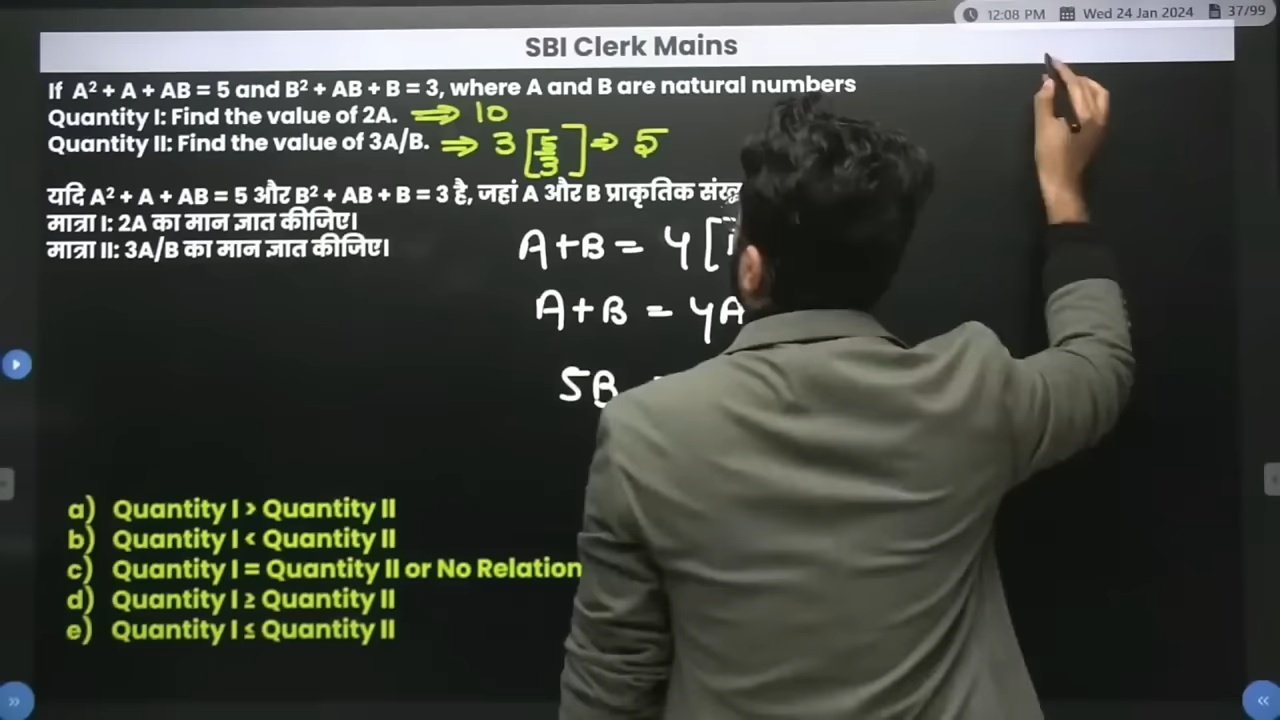 12:08 PM Wed 24 Jan 2024 37/99
SBI Clerk Mains
If A² + A + AB = 5 and B² + AB + B = 3, where A and B are natural numbers
Quantity I: Find the value of 2A. ⇒ 10
Quantity II: Find the value of 3A/B. ⇒ 3 [5/3] ⇒ 5
यदि A² + A + AB = 5 और B² + AB + B = 3 है, जहां A और B प्राकृतिक
मात्रा I: 2A का मान ज्ञात कीजिए।
मात्रा II: 3A/B का मान ज्ञात कीजिए।
A+B = 4 [
A+B = 4A
5B
a) Quantity I > Quantity II
b) Quantity I < Quantity II
c) Quantity I = Quantity II or No Relation
d) Quantity I ≥ Quantity II
e) Quantity I ≤ Quantity II